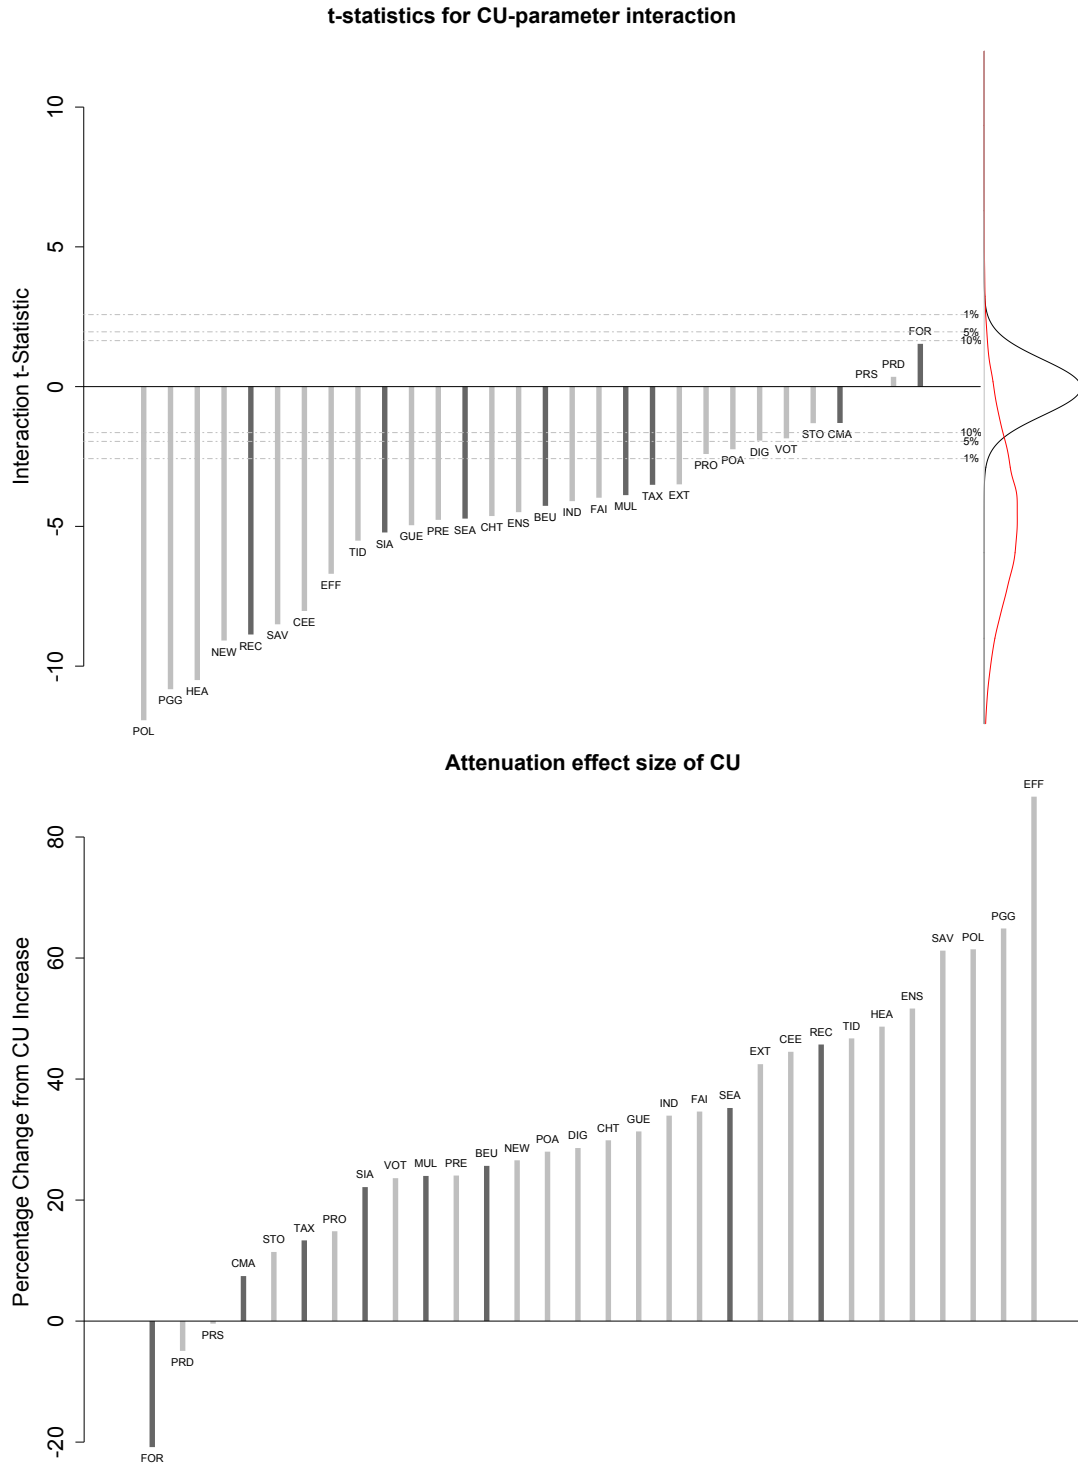 t-statistics for CU-parameter interaction
Interaction t-Statistic
10
5
0
-5
-10
1%
5%
10%
10%
5%
1%
POL
PGG
HEA
NEW
REC
SAV
CEE
EFF
TID
SIA
GUE
PRE
SEA
CHT
ENS
BEU
IND
FAI
MUL
TAX
EXT
PRO
POA
DIG
VOT
STO
CMA
PRS
PRD
FOR
Attenuation effect size of CU
Percentage Change from CU Increase
80
60
40
20
0
-20
FOR
PRD
PRS
CMA
STO
TAX
PRO
SIA
VOT
MUL
PRE
BEU
NEW
POA
DIG
CHT
GUE
IND
FAI
SEA
EXT
CEE
REC
TID
HEA
ENS
SAV
POL
PGG
EFF